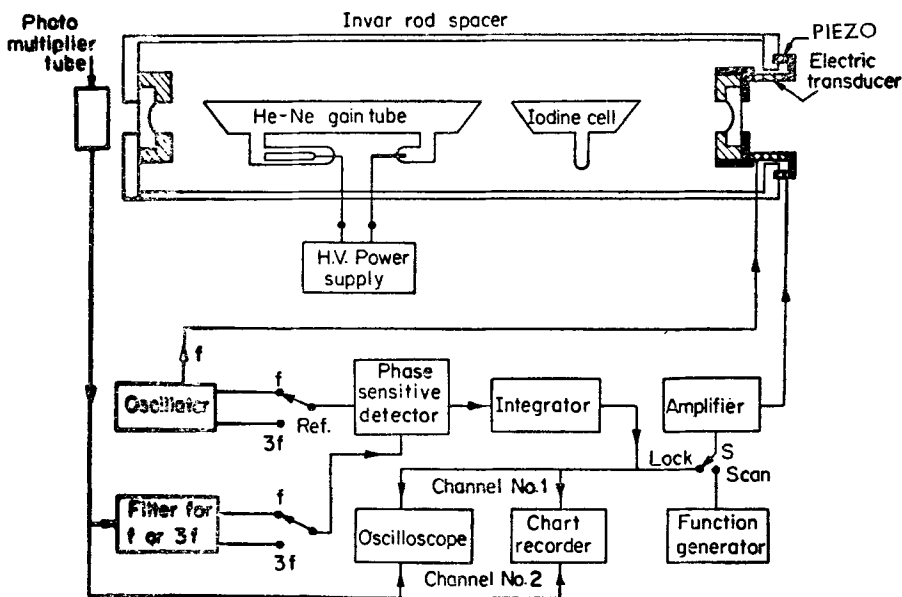 Photo
multiplier
tube
Invar rod spacer
PIEZO
Electric
transducer
He-Ne gain tube
Iodine cell
H.V. Power
supply
f
Oscillator
f
3f
Ref.
Phase
sensitive
detector
Integrator
Amplifier
Lock
S
Scan
Channel No.1
Filter for
f or 3f
f
3f
Oscilloscope
Chart
recorder
Function
generator
Channel No.2